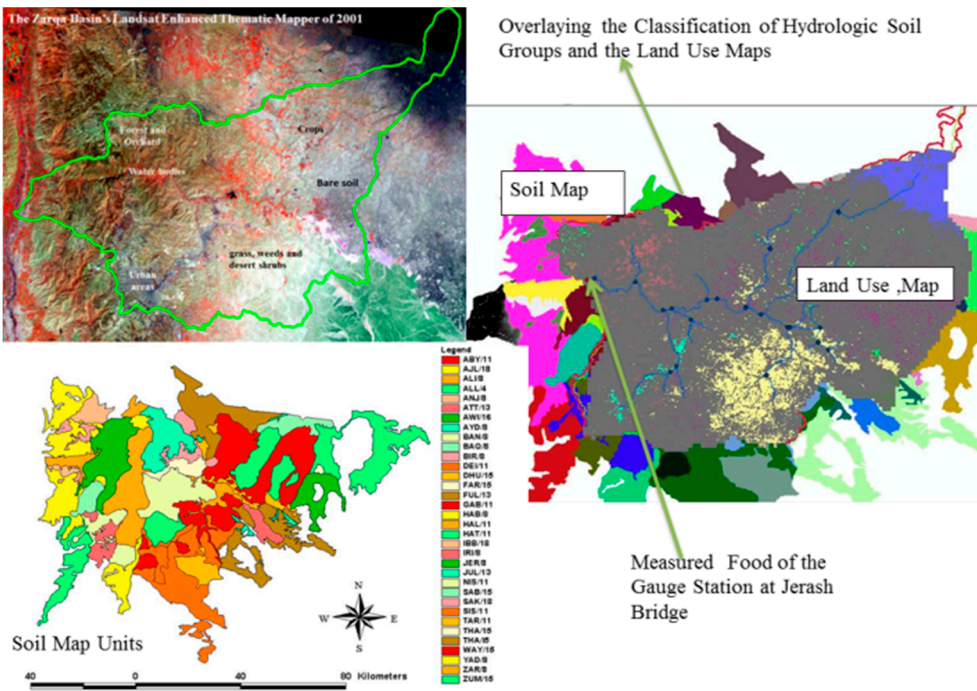 The Zarqa Basin's Landsat Enhanced Thematic Mapper of 2001
Forest and
Orchard
Crops
Water bodies
Bare soil
grass, weeds and
desert shrubs
Urban
areas
Overlaying the Classification of Hydrologic Soil
Groups and the Land Use Maps
Soil Map
Land Use ,Map
Measured Food of the
Gauge Station at Jerash
Bridge
Legend
ABY/11
AJL/18
ALI/8
ALL/4
ANJ/8
ATT/13
AWI/16
AYD/8
BAN/8
BAQ/8
BIR/8
DEI/11
DHU/15
FAR/15
FUL/13
GAB/11
HAB/8
HAL/11
HAT/11
IBB/18
IRI/8
JER/8
JUL/13
NIS/11
SAB/15
SAK/18
SIS/11
TAR/11
THA/15
THA/5
WAY/15
YAD/8
ZAR/8
ZUM/15
N
W E
S
Soil Map Units
40 0 40 80 Kilometers